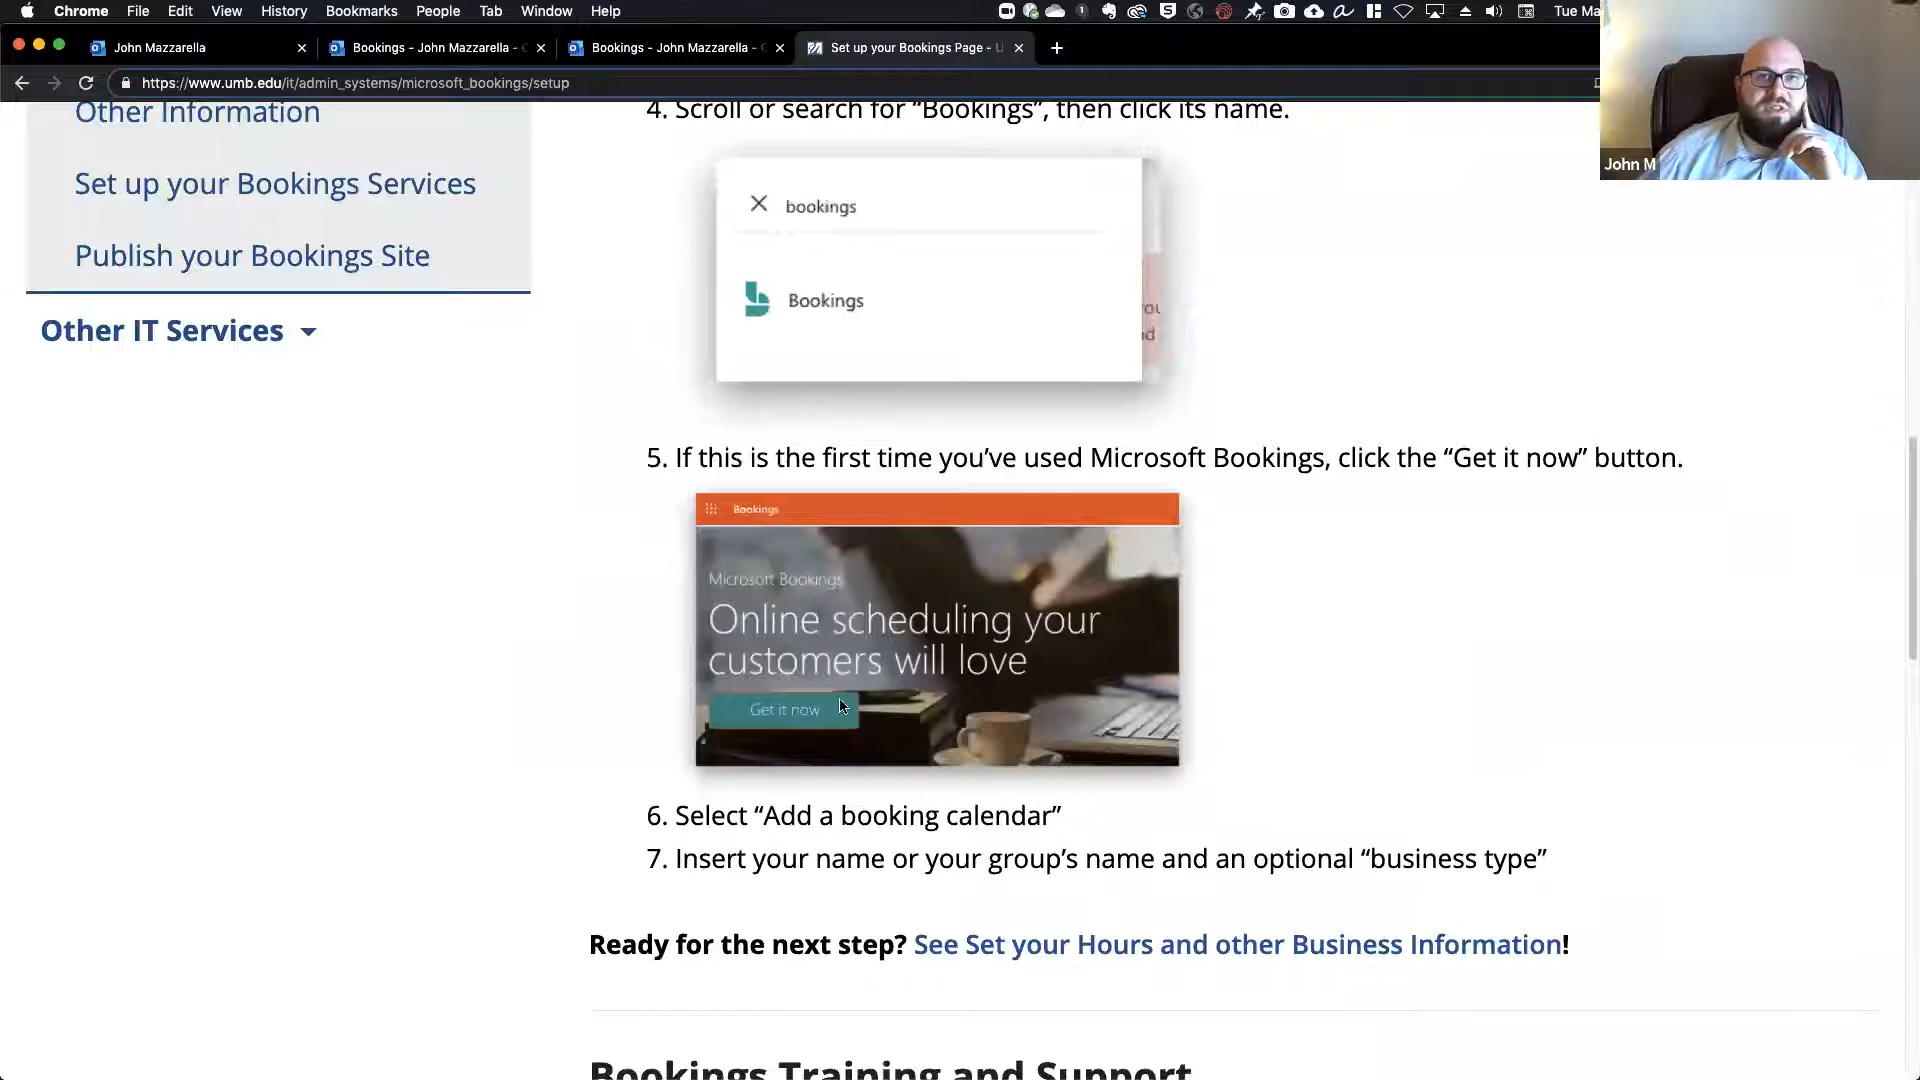 Chrome File Edit View History Bookmarks People Tab Window Help
John Mazzarella
Bookings - John Mazzarella -
Bookings - John Mazzarella -
Set up your Bookings Page - U
https://www.umb.edu/it/admin_systems/microsoft_bookings/setup
John M
Other Information
Set up your Bookings Services
Publish your Bookings Site
Other IT Services
4. Scroll or search for “Bookings”, then click its name.
bookings
Bookings
5. If this is the first time you’ve used Microsoft Bookings, click the “Get it now” button.
Bookings
Microsoft Bookings
Online scheduling your
customers will love
Get it now
6. Select “Add a booking calendar”
7. Insert your name or your group’s name and an optional “business type”
Ready for the next step? See Set your Hours and other Business Information!
Bookings Training and Support